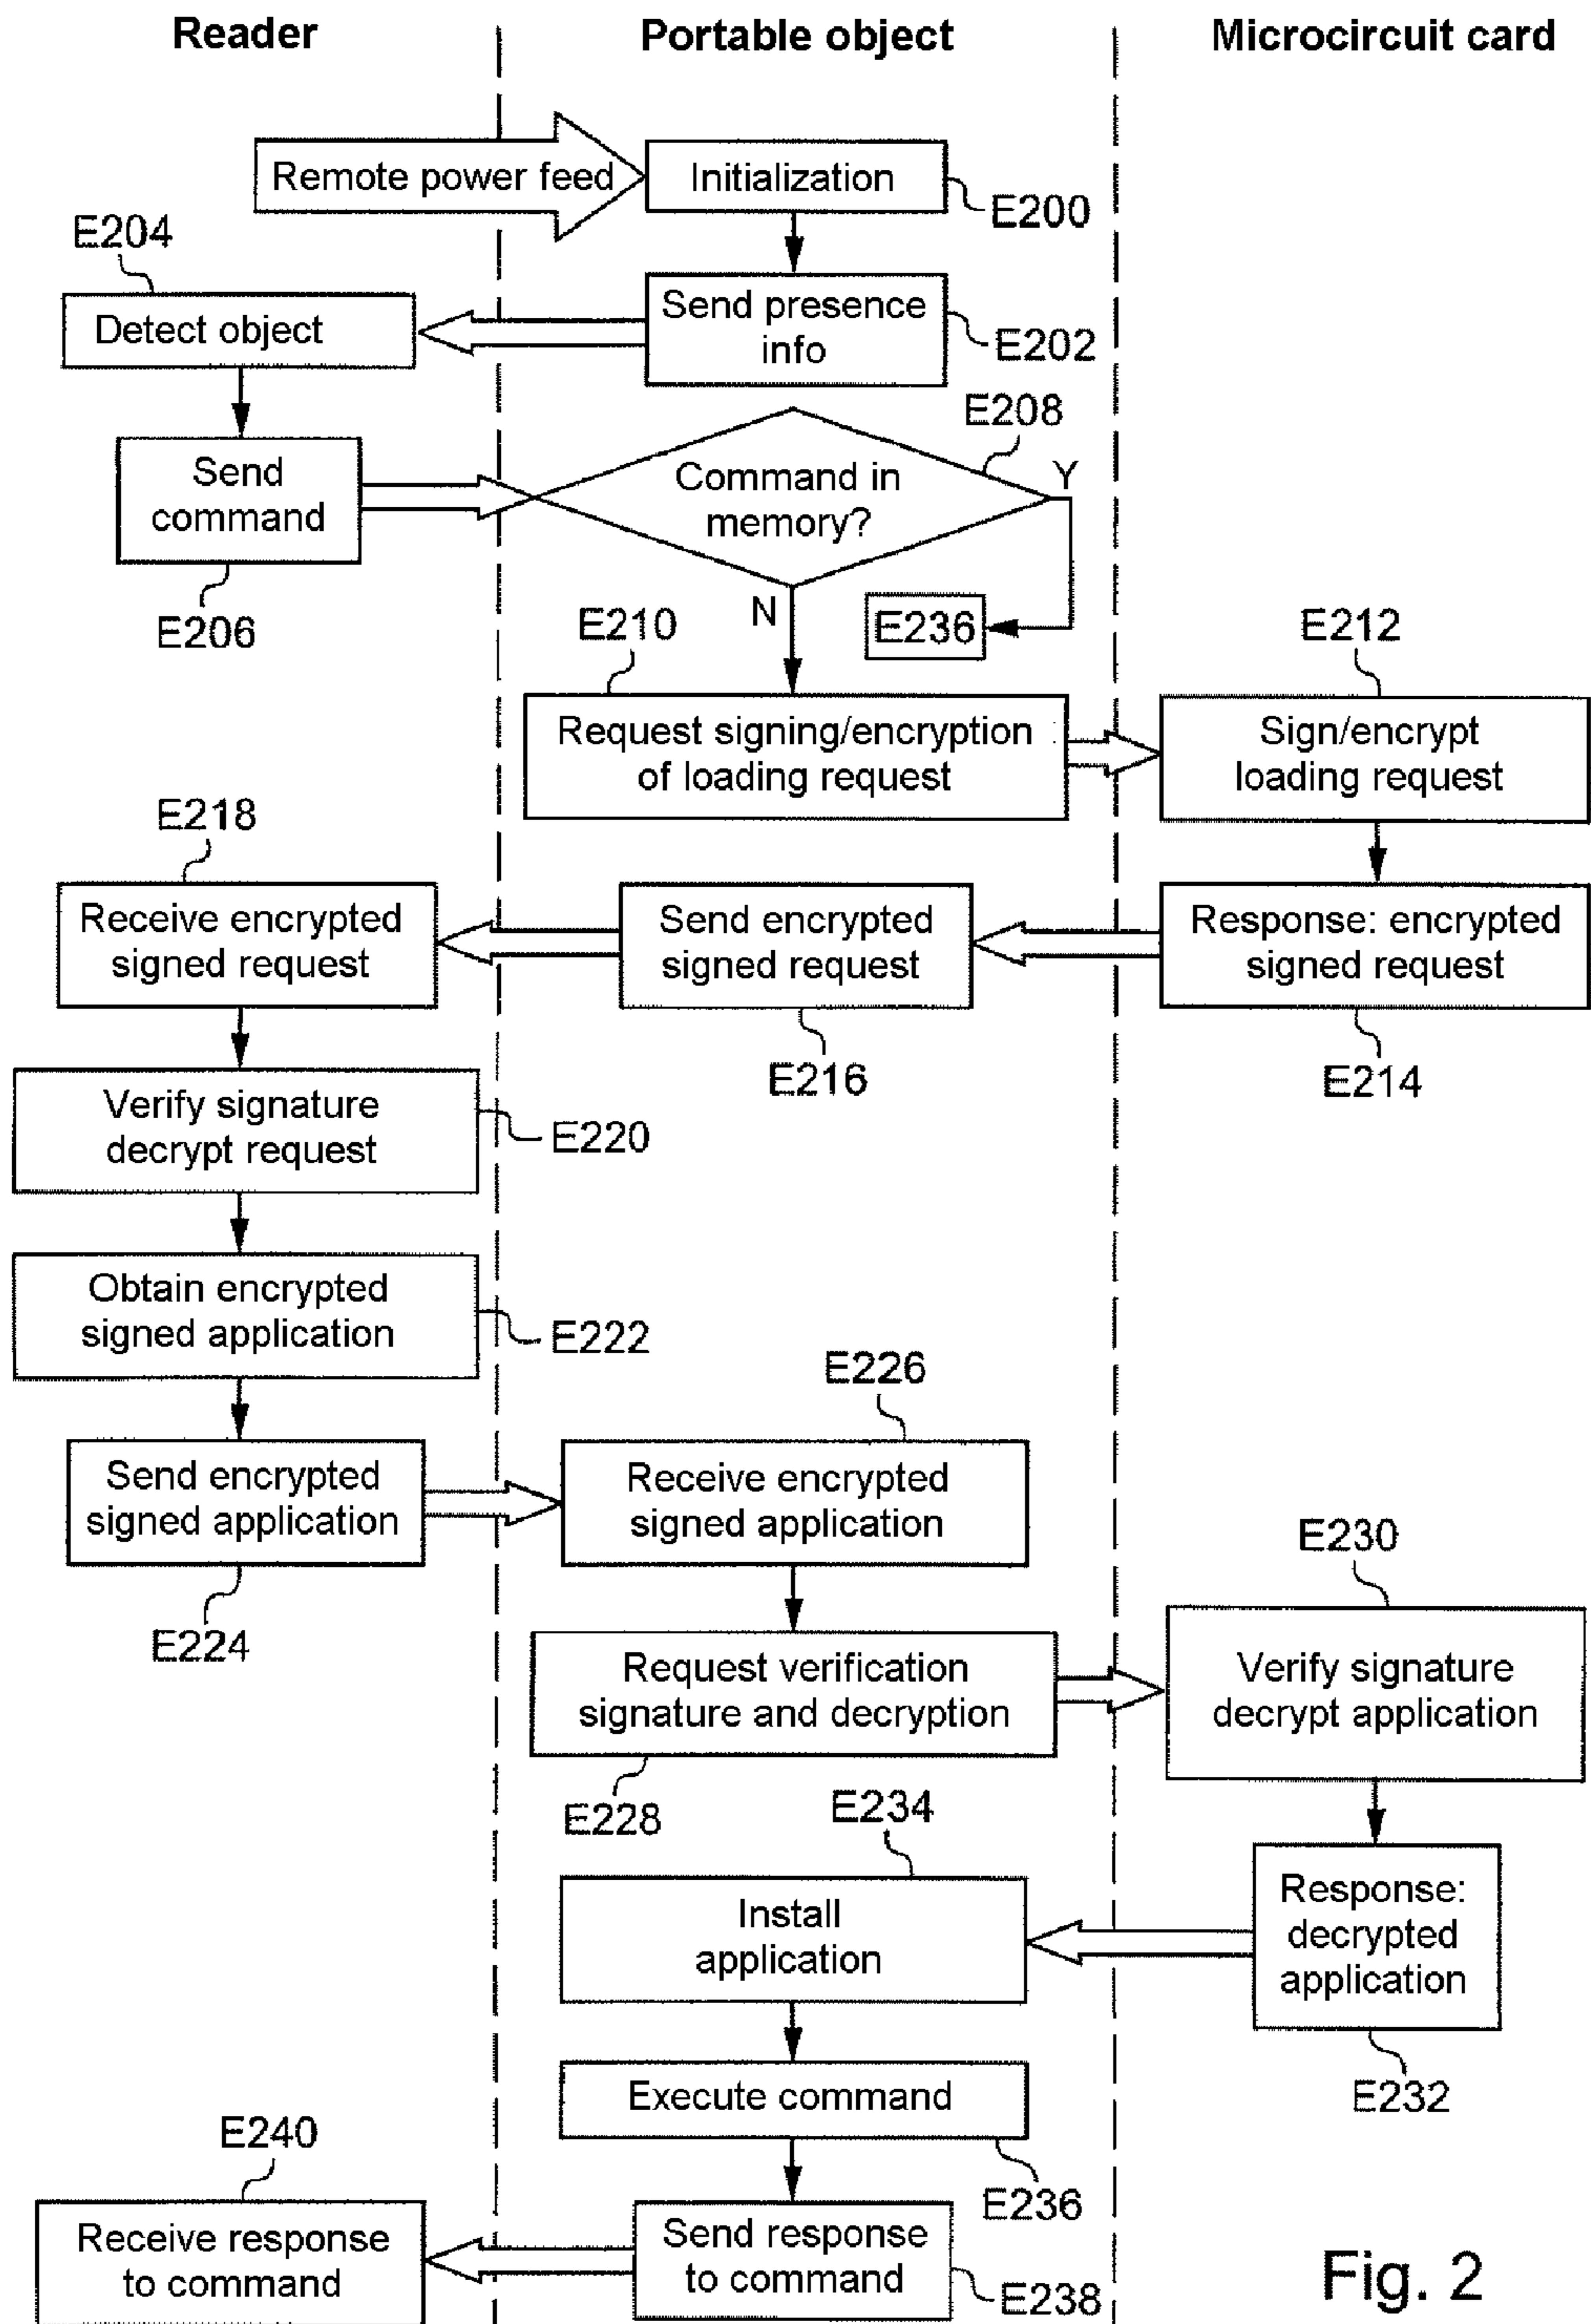 Reader
Portable object
Microcircuit card
Remote power feed
Initialization
E200
E204
Detect object
Send presence
info
E202
Send
command
E206
E208
Command in
memory?
Y
N
E236
E210
Request signing/encryption
of loading request
E212
Sign/encrypt
loading request
E218
Receive encrypted
signed request
Send encrypted
signed request
E216
Response: encrypted
signed request
E214
Verify signature
decrypt request
E220
Obtain encrypted
signed application
E222
Send encrypted
signed application
E224
E226
Receive encrypted
signed application
Request verification
signature and decryption
E228
E230
Verify signature
decrypt application
E234
Install
application
Response:
decrypted
application
E232
Execute command
E236
E240
Receive response
to command
Send response
to command
E238
Fig. 2